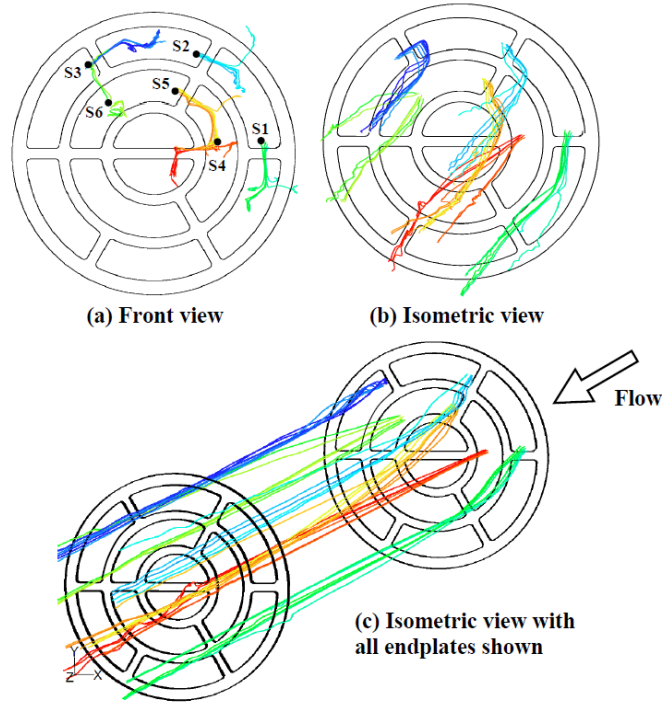 S2
S3
S5
S6
S1
S4
(a) Front view
(b) Isometric view
Flow
(c) Isometric view with
all endplates shown
Y
Z X